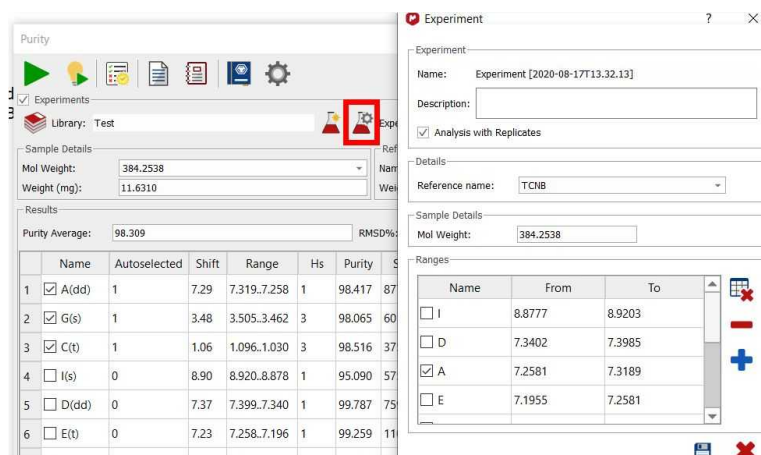 Purity
Experiments
Library: Test
Sample Details
Mol Weight: 384.2538
Weight (mg): 11.6310
Results
Purity Average: 98.309 RMSD%:
Name Autoselected Shift Range Hs Purity
1 A(dd) 1 7.29 7.319..7.258 1 98.417
2 G(s) 1 3.48 3.505..3.462 3 98.065
3 C(t) 1 1.06 1.096..1.030 3 98.516
4 I(s) 0 8.90 8.920..8.878 1 95.090
5 D(dd) 0 7.37 7.399..7.340 1 99.787
6 E(t) 0 7.23 7.258..7.196 1 99.259
Experiment ? X
Experiment
Name: Experiment [2020-08-17T13.32.13]
Description:
Analysis with Replicates
Details
Reference name: TCNB
Sample Details
Mol Weight: 384.2538
Ranges
Name From To
I 8.8777 8.9203
D 7.3402 7.3985
A 7.2581 7.3189
E 7.1955 7.2581